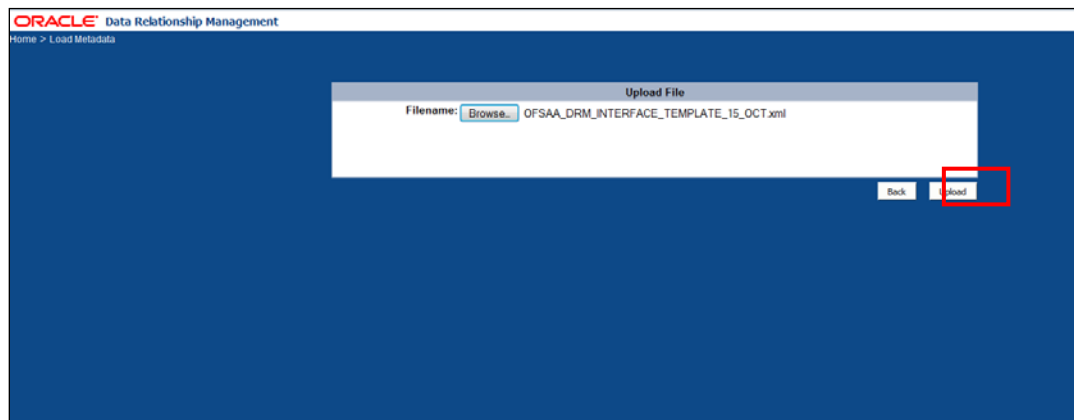 ORACLE® Data Relationship Management
Home > Load Metadata
Upload File
Filename: Browse.. OFSAA_DRM_INTERFACE_TEMPLATE_15_OCT.xml
Back Upload